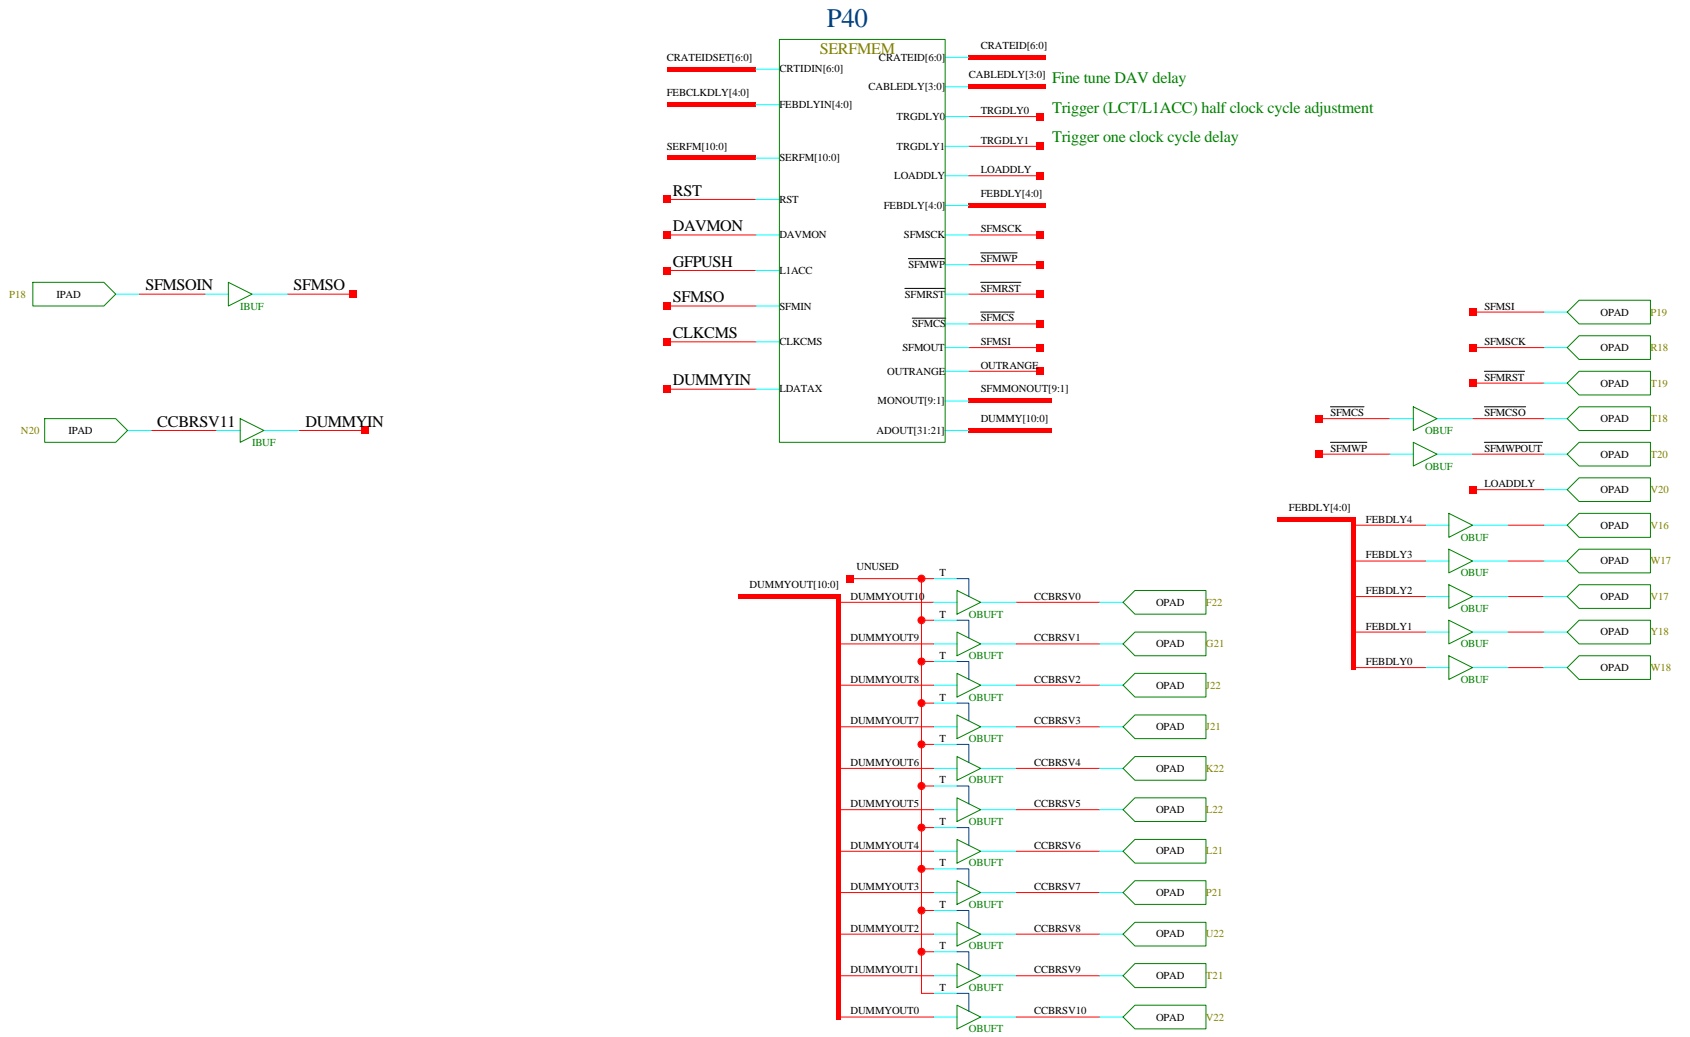 P40
SERFMEM
CRATEIDSET[6:0]
CRTIDIN[6:0]
FEBCLKDLY[4:0]
FEBDLYIN[4:0]
SERFM[10:0]
SERFM[10:0]
RST
RST
DAVMON
DAVMON
GFPUSH
L1ACC
SFMSO
SFMIN
CLKCMS
CLKCMS
DUMMYIN
LDATAX
CRATEID[6:0]
CRATEID[6:0]
CABLEDLY[3:0]
CABLEDLY[3:0]
Fine tune DAV delay
TRGDLY0
TRGDLY0
Trigger (LCT/L1ACC) half clock cycle adjustment
TRGDLY1
TRGDLY1
Trigger one clock cycle delay
LOADDLY
LOADDLY
FEBDLY[4:0]
FEBDLY[4:0]
SFMSCK
SFMSCK
SFMWP
SFMWP
SFMRST
SFMRST
SFMCS
SFMCS
SFMOUT
SFMSI
OUTRANGE
OUTRANGE
MONOUT[9:1]
SFMMONOUT[9:1]
ADOUT[31:21]
DUMMY[10:0]
P18 IPAD SFMSOIN IBUF SFMSO
N20 IPAD CCBRSV11 IBUF DUMMYIN
SFMSI OPAD P19
SFMSCK OPAD R18
SFMRST OPAD T19
SFMCS OBUF SFMCSO OPAD T18
SFMWP OBUF SFMWPOUT OPAD T20
LOADDLY OPAD V20
FEBDLY[4:0]
FEBDLY4 OBUF OPAD V16
FEBDLY3 OBUF OPAD W17
FEBDLY2 OBUF OPAD V17
FEBDLY1 OBUF OPAD Y18
FEBDLY0 OBUF OPAD W18
UNUSED
DUMMYOUT[10:0]
DUMMYOUT10 T OBUFT CCBRSV0 OPAD F22
DUMMYOUT9 T OBUFT CCBRSV1 OPAD G21
DUMMYOUT8 T OBUFT CCBRSV2 OPAD J22
DUMMYOUT7 T OBUFT CCBRSV3 OPAD J21
DUMMYOUT6 T OBUFT CCBRSV4 OPAD K22
DUMMYOUT5 T OBUFT CCBRSV5 OPAD L22
DUMMYOUT4 T OBUFT CCBRSV6 OPAD L21
DUMMYOUT3 T OBUFT CCBRSV7 OPAD P21
DUMMYOUT2 T OBUFT CCBRSV8 OPAD U22
DUMMYOUT1 T OBUFT CCBRSV9 OPAD T21
DUMMYOUT0 T OBUFT CCBRSV10 OPAD V22